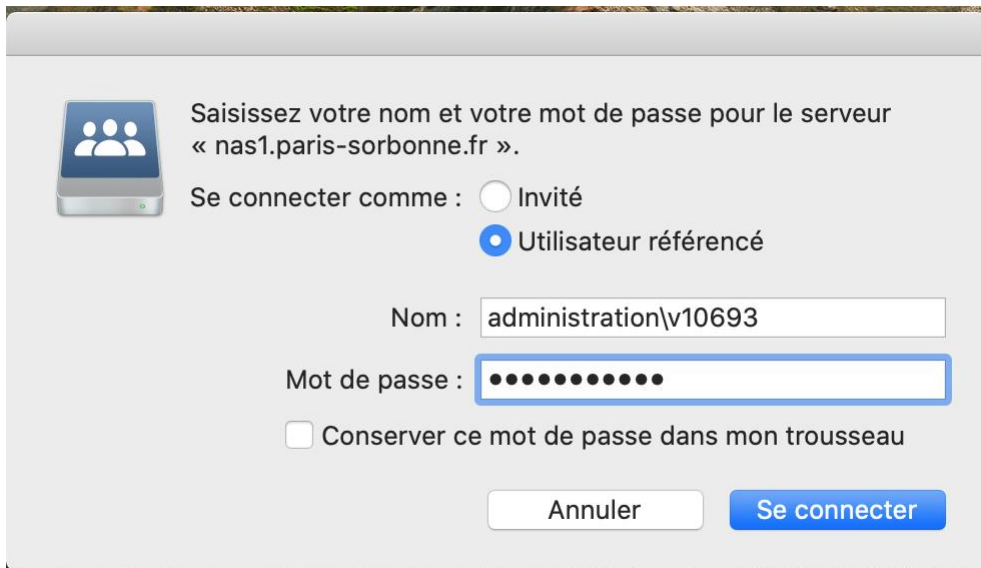 Saisissez votre nom et votre mot de passe pour le serveur
« nas1.paris-sorbonne.fr ».
Se connecter comme : Invité
Utilisateur référencé
Nom : administration\v10693
Mot de passe : •••••••••••
Conserver ce mot de passe dans mon trousseau
Annuler Se connecter